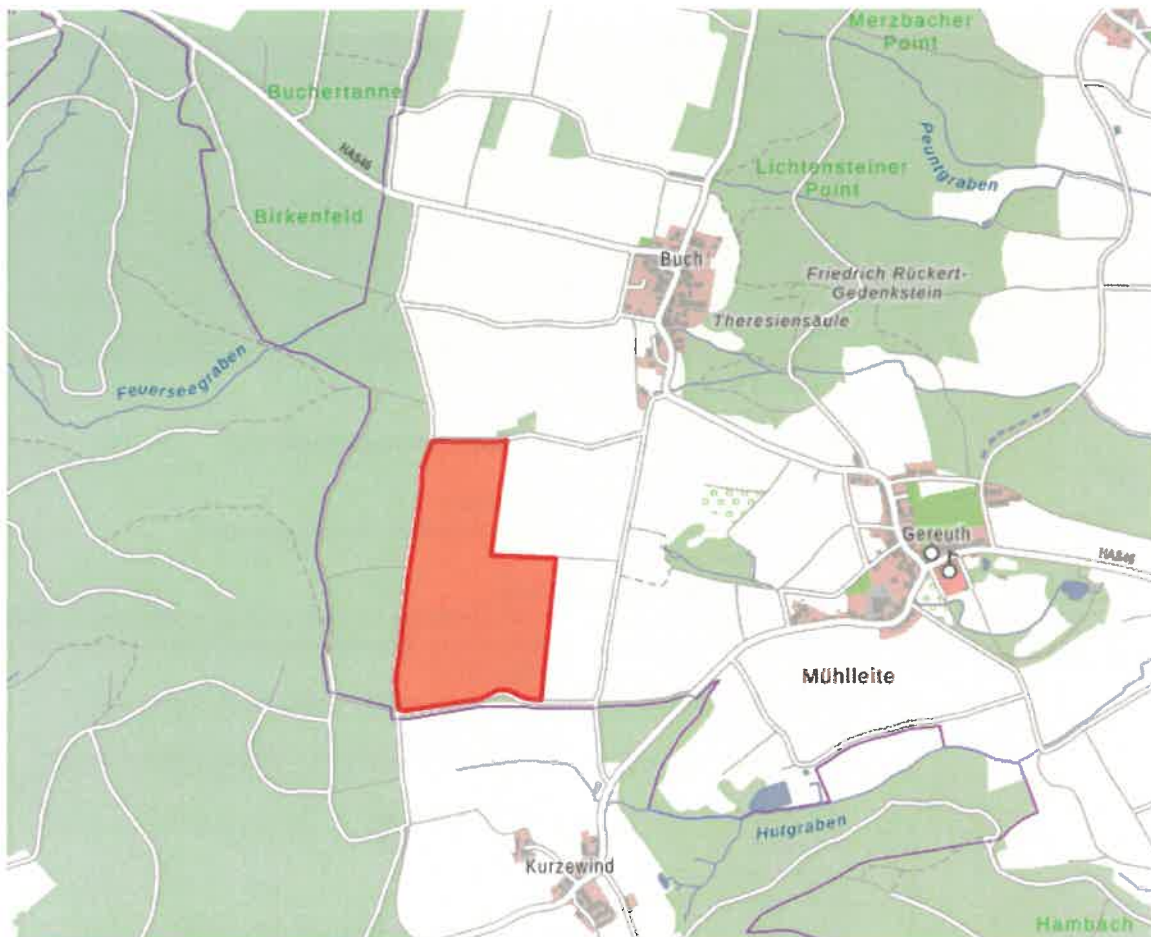 Merzbacher
Point
Buchertanne
HAS46
Peuntgraben
Lichtensteiner
Point
Birkenfeld
Buch
Friedrich Rückert-
Gedenkstein
Theresiensäule
Feuerseegraben
Gereuth
HAS46
Mühlleite
Hutgraben
Kurzewind
Hambach